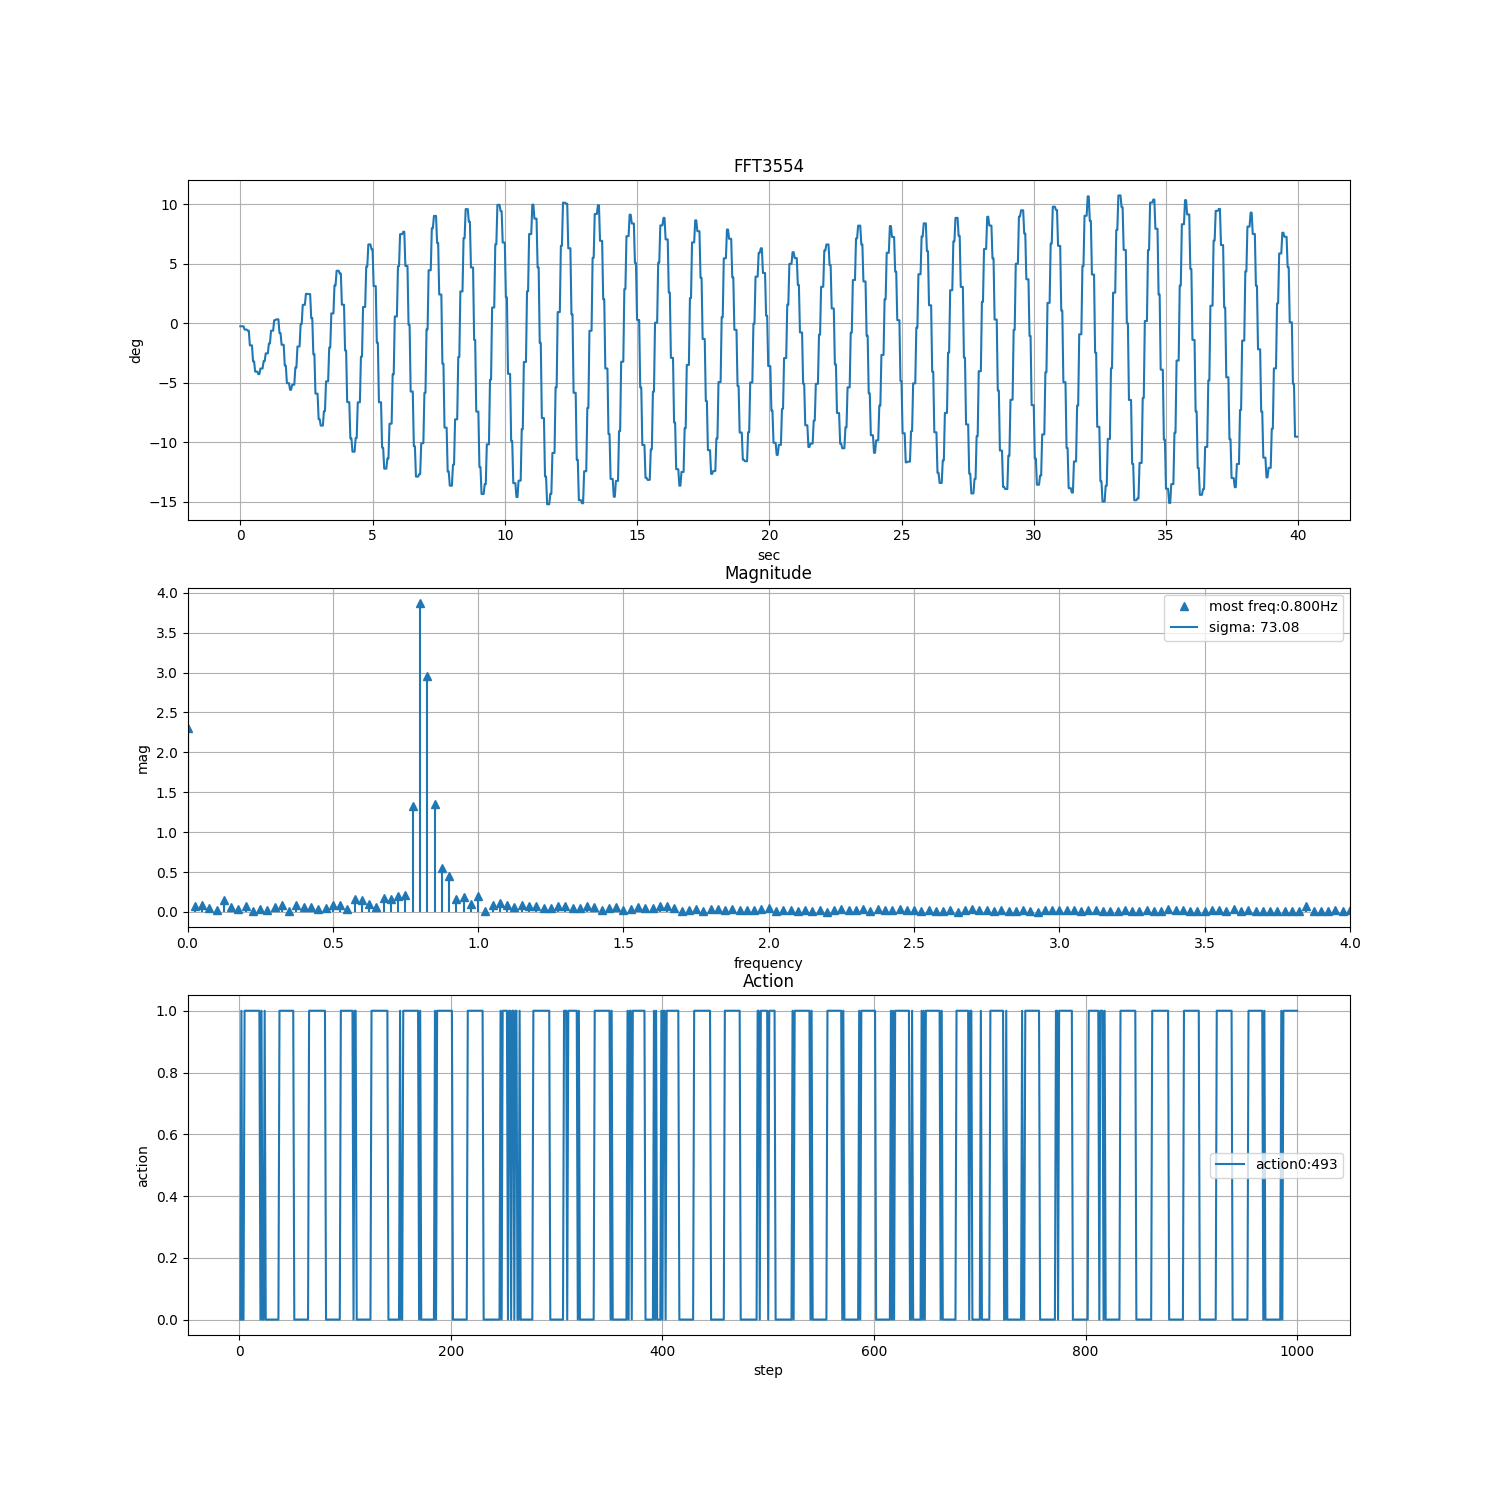 FFT3554
10
5
0
−5
−10
−15
deg
0 5 10 15 20 25 30 35 40
sec
Magnitude
4.0
3.5
3.0
2.5
2.0
1.5
1.0
0.5
0.0
mag
most freq:0.800Hz
sigma: 73.08
0.0 0.5 1.0 1.5 2.0 2.5 3.0 3.5 4.0
frequency
Action
1.0
0.8
0.6
0.4
0.2
0.0
action
action0:493
0 200 400 600 800 1000
step